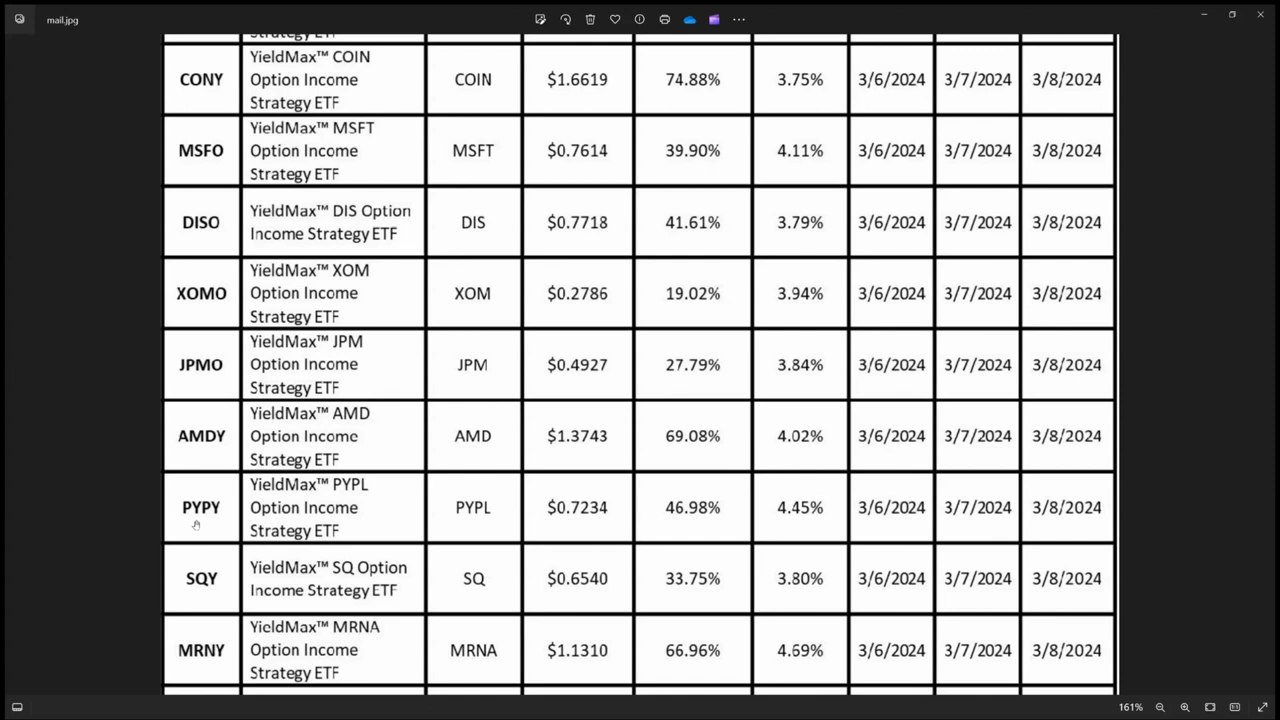 mail.jpg
Strategy ETF
CONY YieldMax™ COIN Option Income Strategy ETF COIN $1.6619 74.88% 3.75% 3/6/2024 3/7/2024 3/8/2024
MSFO YieldMax™ MSFT Option Income Strategy ETF MSFT $0.7614 39.90% 4.11% 3/6/2024 3/7/2024 3/8/2024
DISO YieldMax™ DIS Option Income Strategy ETF DIS $0.7718 41.61% 3.79% 3/6/2024 3/7/2024 3/8/2024
XOMO YieldMax™ XOM Option Income Strategy ETF XOM $0.2786 19.02% 3.94% 3/6/2024 3/7/2024 3/8/2024
JPMO YieldMax™ JPM Option Income Strategy ETF JPM $0.4927 27.79% 3.84% 3/6/2024 3/7/2024 3/8/2024
AMDY YieldMax™ AMD Option Income Strategy ETF AMD $1.3743 69.08% 4.02% 3/6/2024 3/7/2024 3/8/2024
PYPY YieldMax™ PYPL Option Income Strategy ETF PYPL $0.7234 46.98% 4.45% 3/6/2024 3/7/2024 3/8/2024
SQY YieldMax™ SQ Option Income Strategy ETF SQ $0.6540 33.75% 3.80% 3/6/2024 3/7/2024 3/8/2024
MRNY YieldMax™ MRNA Option Income Strategy ETF MRNA $1.1310 66.96% 4.69% 3/6/2024 3/7/2024 3/8/2024
161%